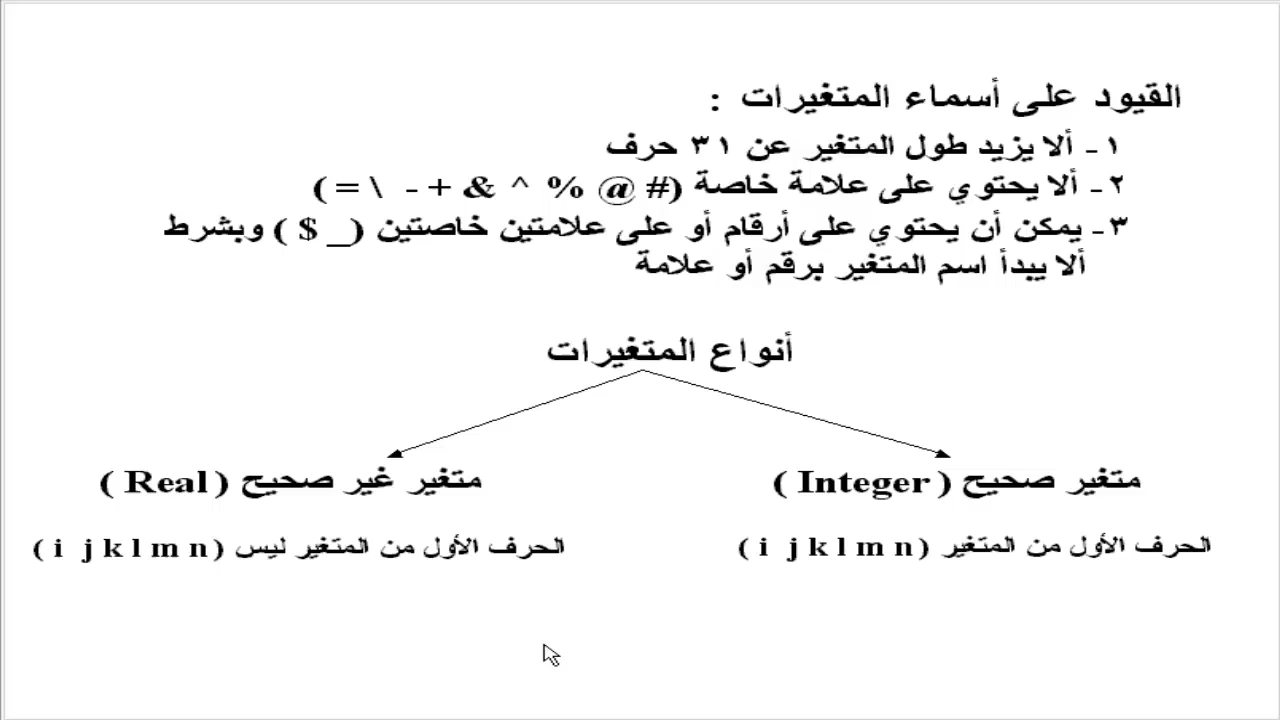 القيود على أسماء المتغيرات :
١- ألا يزيد طول المتغير عن ٣١ حرف
٢- ألا يحتوي على علامة خاصة (# @ % ^ & + - \ = )
٣- يمكن أن يحتوي على أرقام أو على علامتين خاصتين (_ $ ) وبشرط
ألا يبدأ اسم المتغير برقم أو علامة
أنواع المتغيرات
متغير صحيح ( Integer )
متغير غير صحيح ( Real )
الحرف الأول من المتغير ( i j k l m n )
الحرف الأول من المتغير ليس ( i j k l m n )